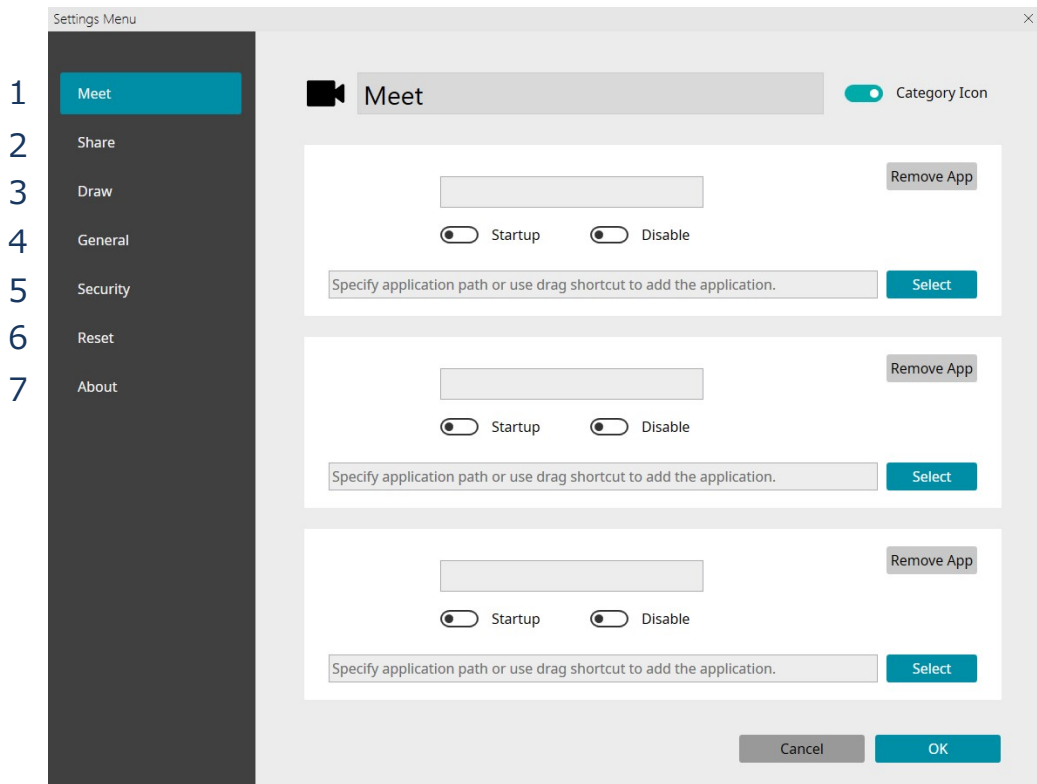 Settings Menu
1 Meet
2 Share
3 Draw
4 General
5 Security
6 Reset
7 About
Meet Category Icon
Remove App
Startup Disable
Specify application path or use drag shortcut to add the application. Select
Remove App
Startup Disable
Specify application path or use drag shortcut to add the application. Select
Remove App
Startup Disable
Specify application path or use drag shortcut to add the application. Select
Cancel OK